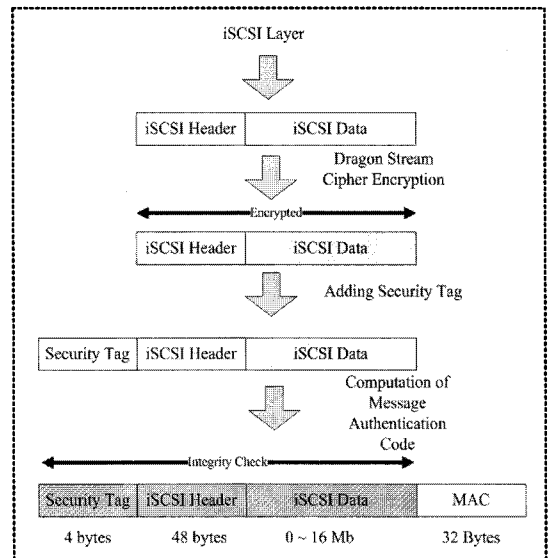 iSCSI Layer
iSCSI Header iSCSI Data
Dragon Stream
Cipher Encryption
Encrypted
iSCSI Header iSCSI Data
Adding Security Tag
Security Tag iSCSI Header iSCSI Data
Computation of
Message
Authentication
Code
Integrity Check
Security Tag iSCSI Header iSCSI Data MAC
4 bytes 48 bytes 0 ~ 16 Mb 32 Bytes